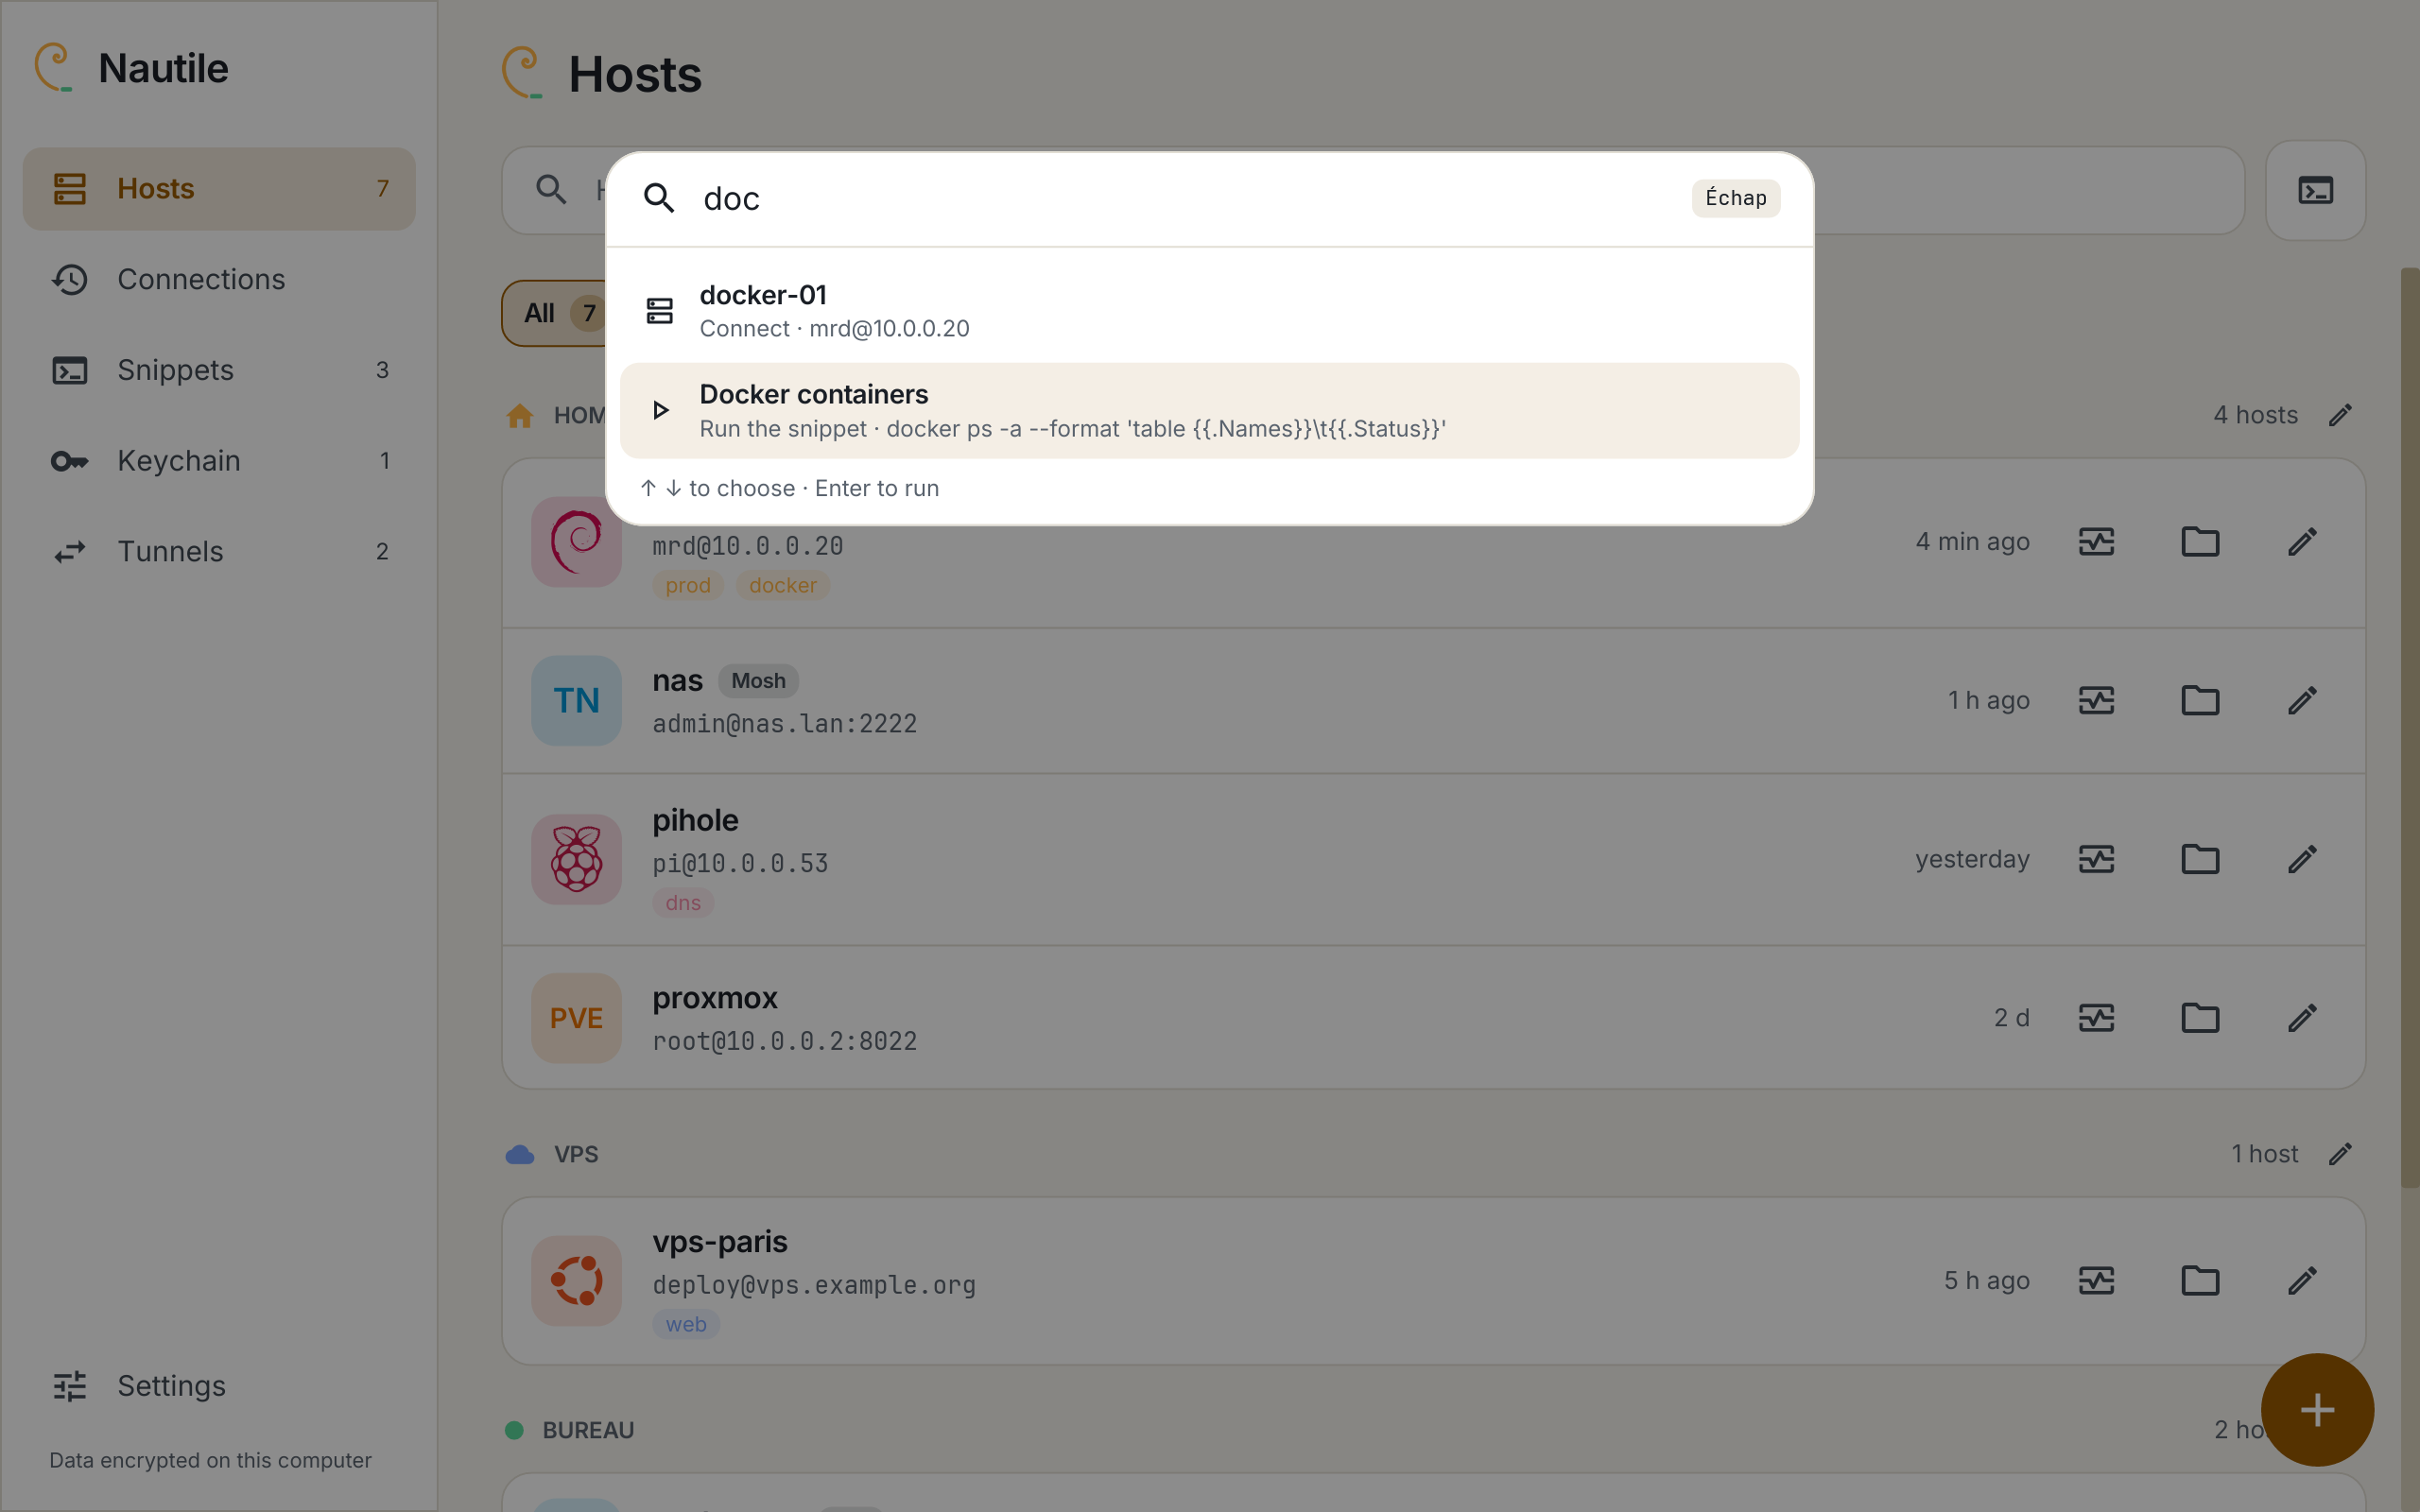 Nautile
Hosts 7
Connections
Snippets 3
Keychain 1
Tunnels 2
Settings
Data encrypted on this computer
Hosts
doc Échap
docker-01
Connect · mrd@10.0.0.20
Docker containers
Run the snippet · docker ps -a --format 'table {{.Names}}\t{{.Status}}'
↑ ↓ to choose · Enter to run
All 7
4 hosts
mrd@10.0.0.20
prod docker
4 min ago
nas Mosh
admin@nas.lan:2222
1 h ago
TN
pihole
pi@10.0.0.53
dns
yesterday
PVE
proxmox
root@10.0.0.2:8022
2 d
VPS 1 host
vps-paris
deploy@vps.example.org
web
5 h ago
BUREAU 2